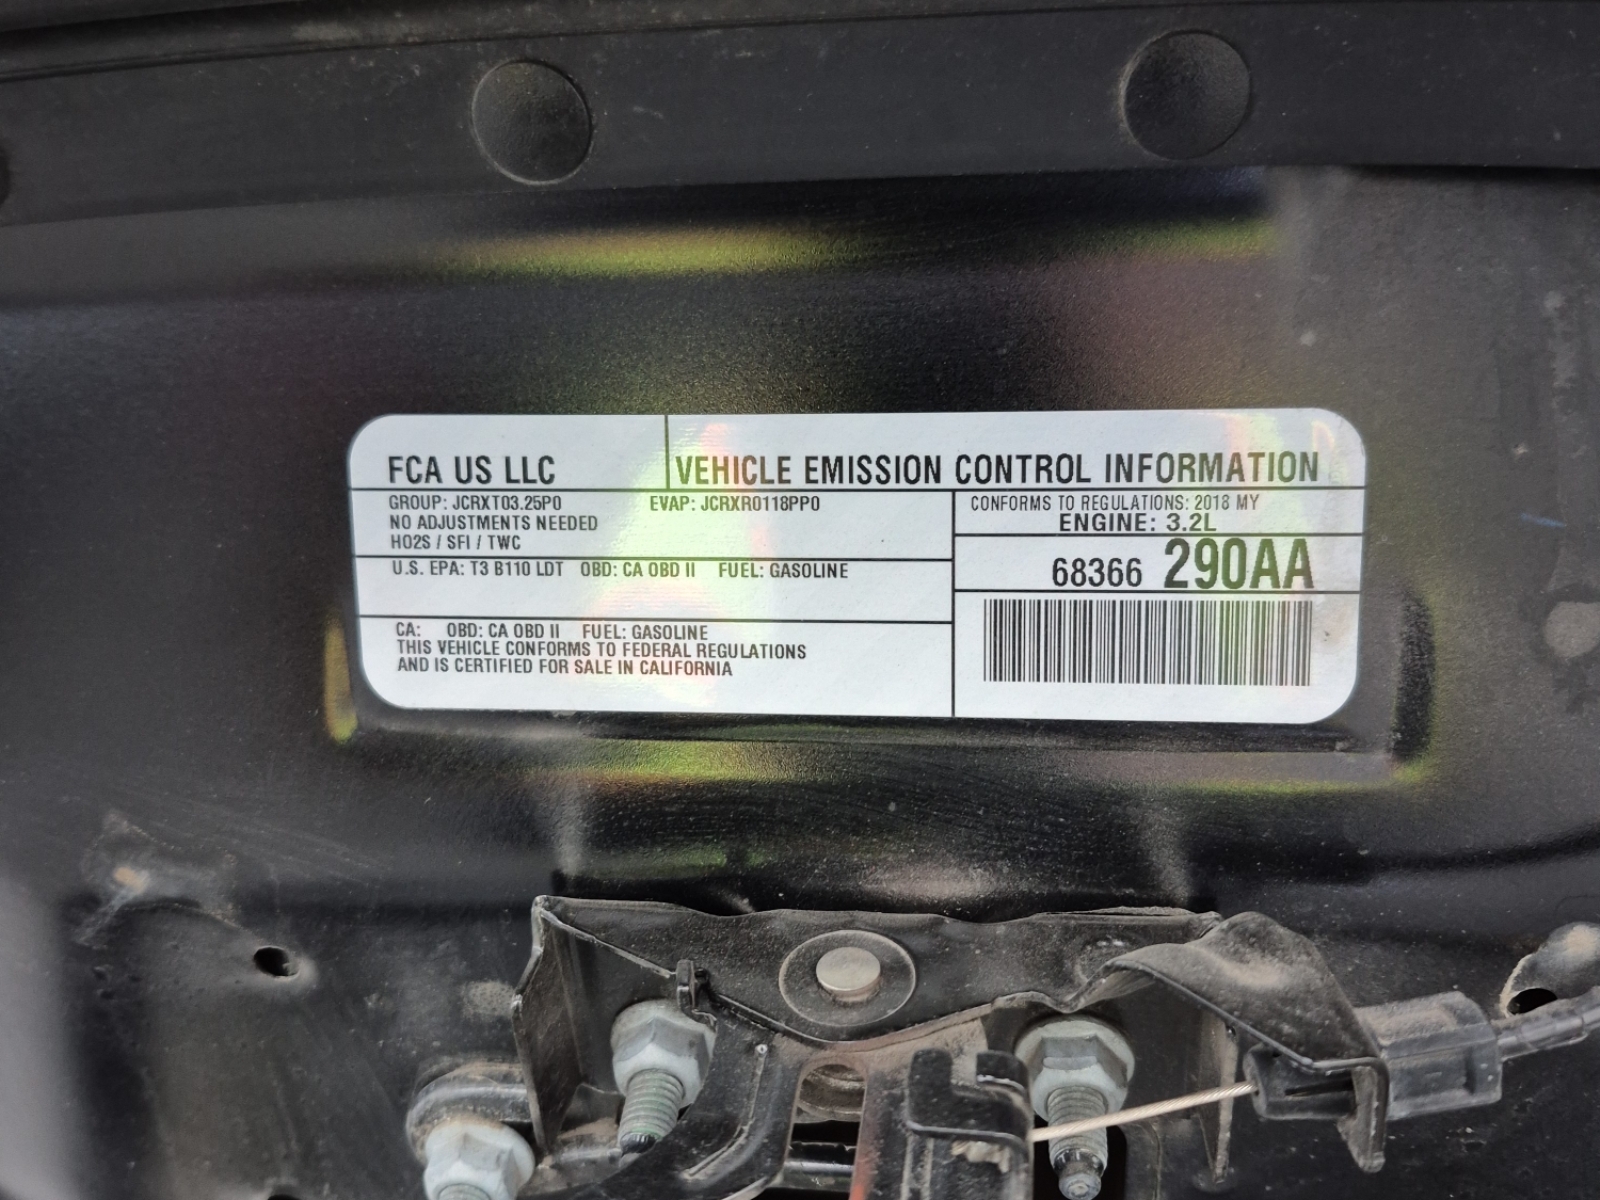 FCA US LLC
VEHICLE EMISSION CONTROL INFORMATION
GROUP: JCRXT03.25P0 EVAP: JCRXR0118PP0
NO ADJUSTMENTS NEEDED
HO2S / SFI / TWC
CONFORMS TO REGULATIONS: 2018 MY
ENGINE: 3.2L
68366 290AA
U.S. EPA: T3 B110 LDT OBD: CA OBD II FUEL: GASOLINE
CA: OBD: CA OBD II FUEL: GASOLINE
THIS VEHICLE CONFORMS TO FEDERAL REGULATIONS
AND IS CERTIFIED FOR SALE IN CALIFORNIA